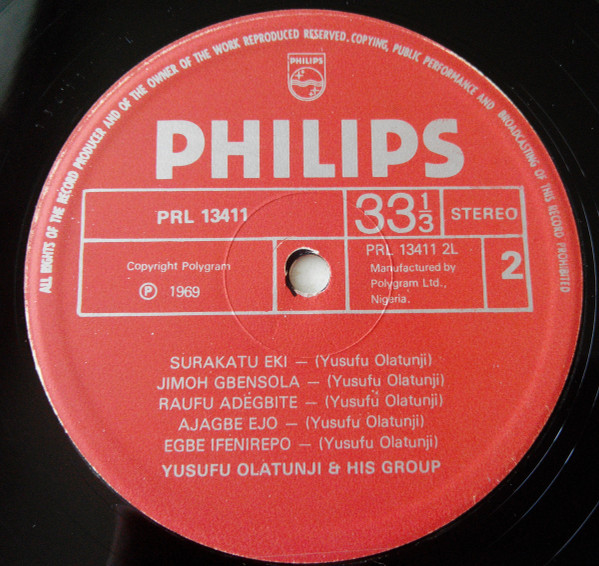 ALL RIGHTS OF THE RECORD PRODUCER AND OF THE OWNER OF THE WORK REPRODUCED RESERVED. COPYING, PUBLIC PERFORMANCE AND BROADCASTING OF THIS RECORD PROHIBITED
PHILIPS
PHILIPS
PRL 13411
33 1/3
STEREO
Copyright Polygram
℗ 1969
PRL 13411 2L
Manufactured by
Polygram Ltd.,
Nigeria.
2
SURAKATU EKI — (Yusufu Olatunji)
JIMOH GBENSOLA — (Yusufu Olatunji)
RAUFU ADEGBITE — (Yusufu Olatunji)
AJAGBE EJO — (Yusufu Olatunji)
EGBE IFENIREPO — (Yusufu Olatunji)
YUSUFU OLATUNJI & HIS GROUP